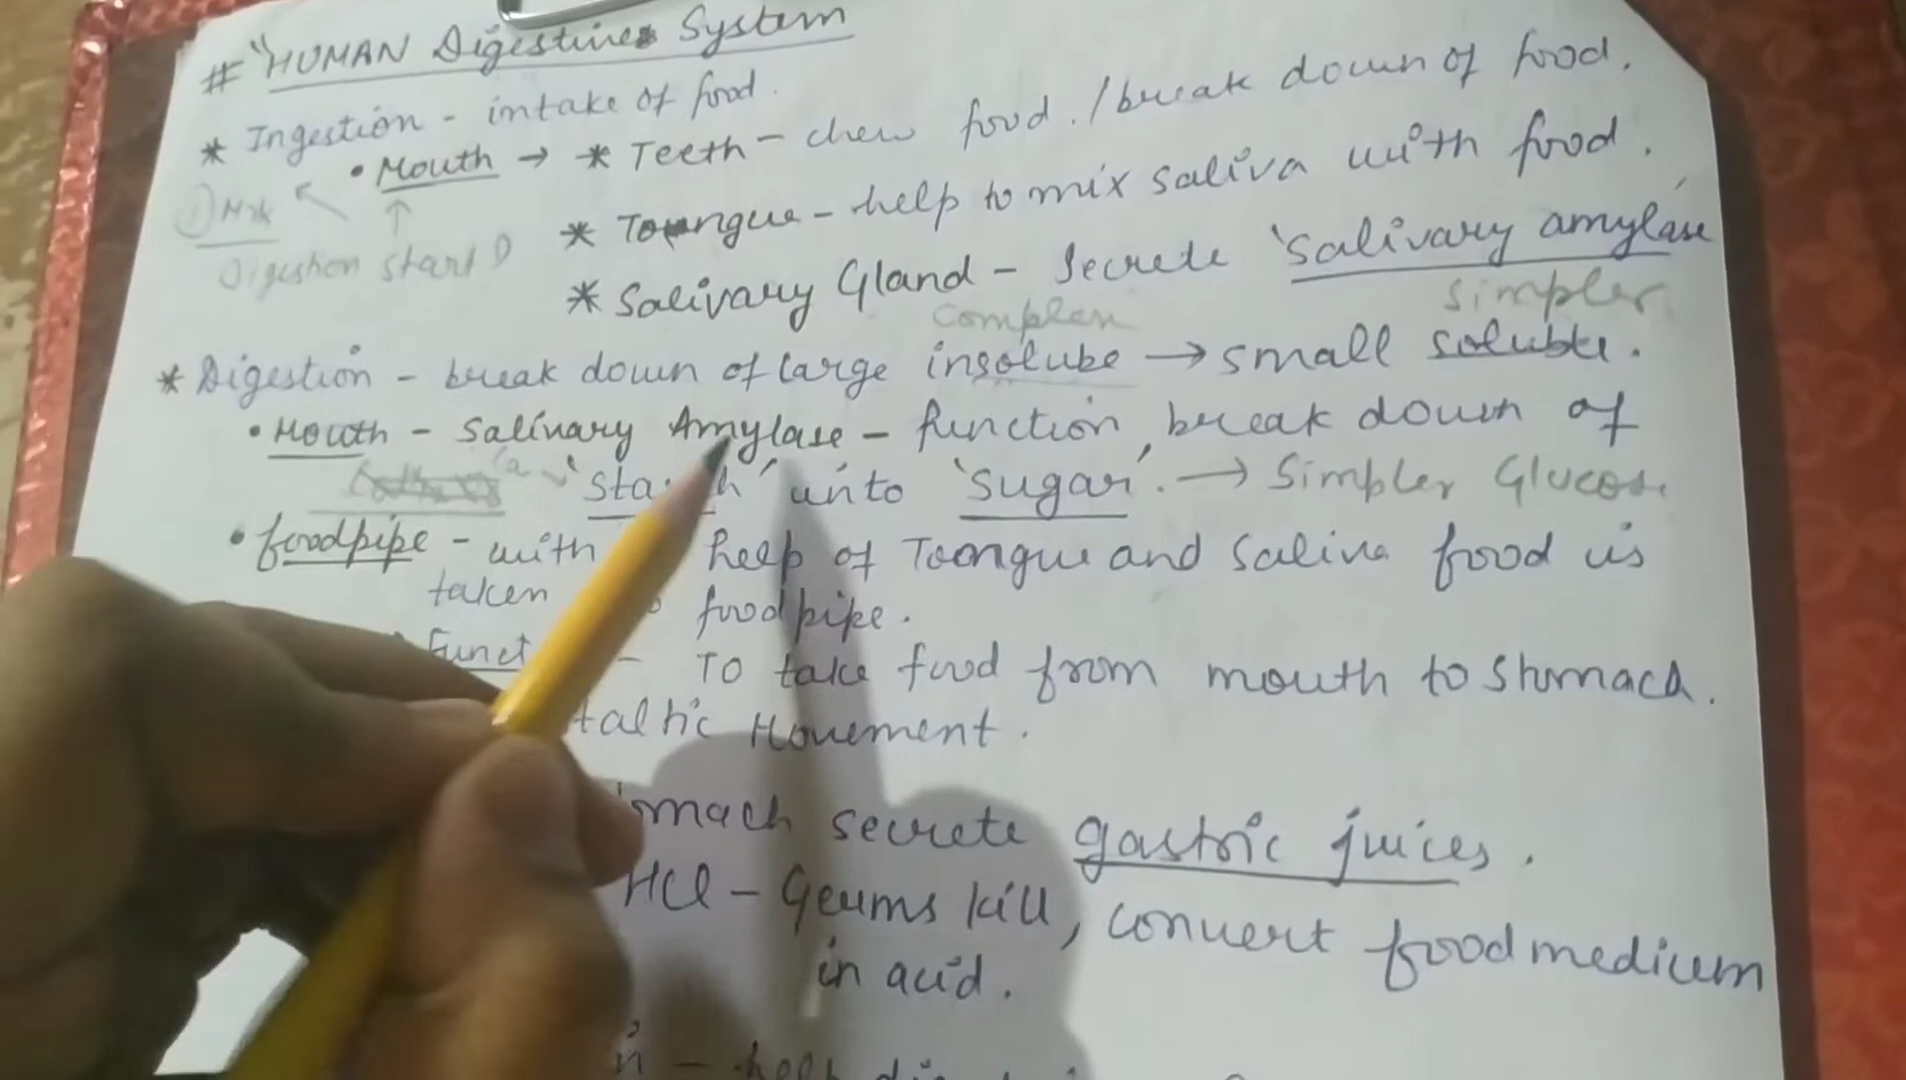 # "HUMAN Digestive System
* Ingestion - intake of food.
• Mouth → * Teeth - chew food. / break down of food.
* Toungue - help to mix saliva with food.
Digestion start
* Salivary Gland - secrete 'salivary amylase
complex simpler
* Digestion - break down of large insolube → small soluble.
• Mouth - Salivary Amylase - function, break down of
'sta h' into 'sugar'. → Simpler Glucose.
• foodpipe - with help of Toongue and Saliva food is
taken foodpipe.
Funct - To take food from mouth to stomach.
taltic Movement.
mach secrete gastric juices.
HCl - Germs kill, convert food medium
in acid.
n - help